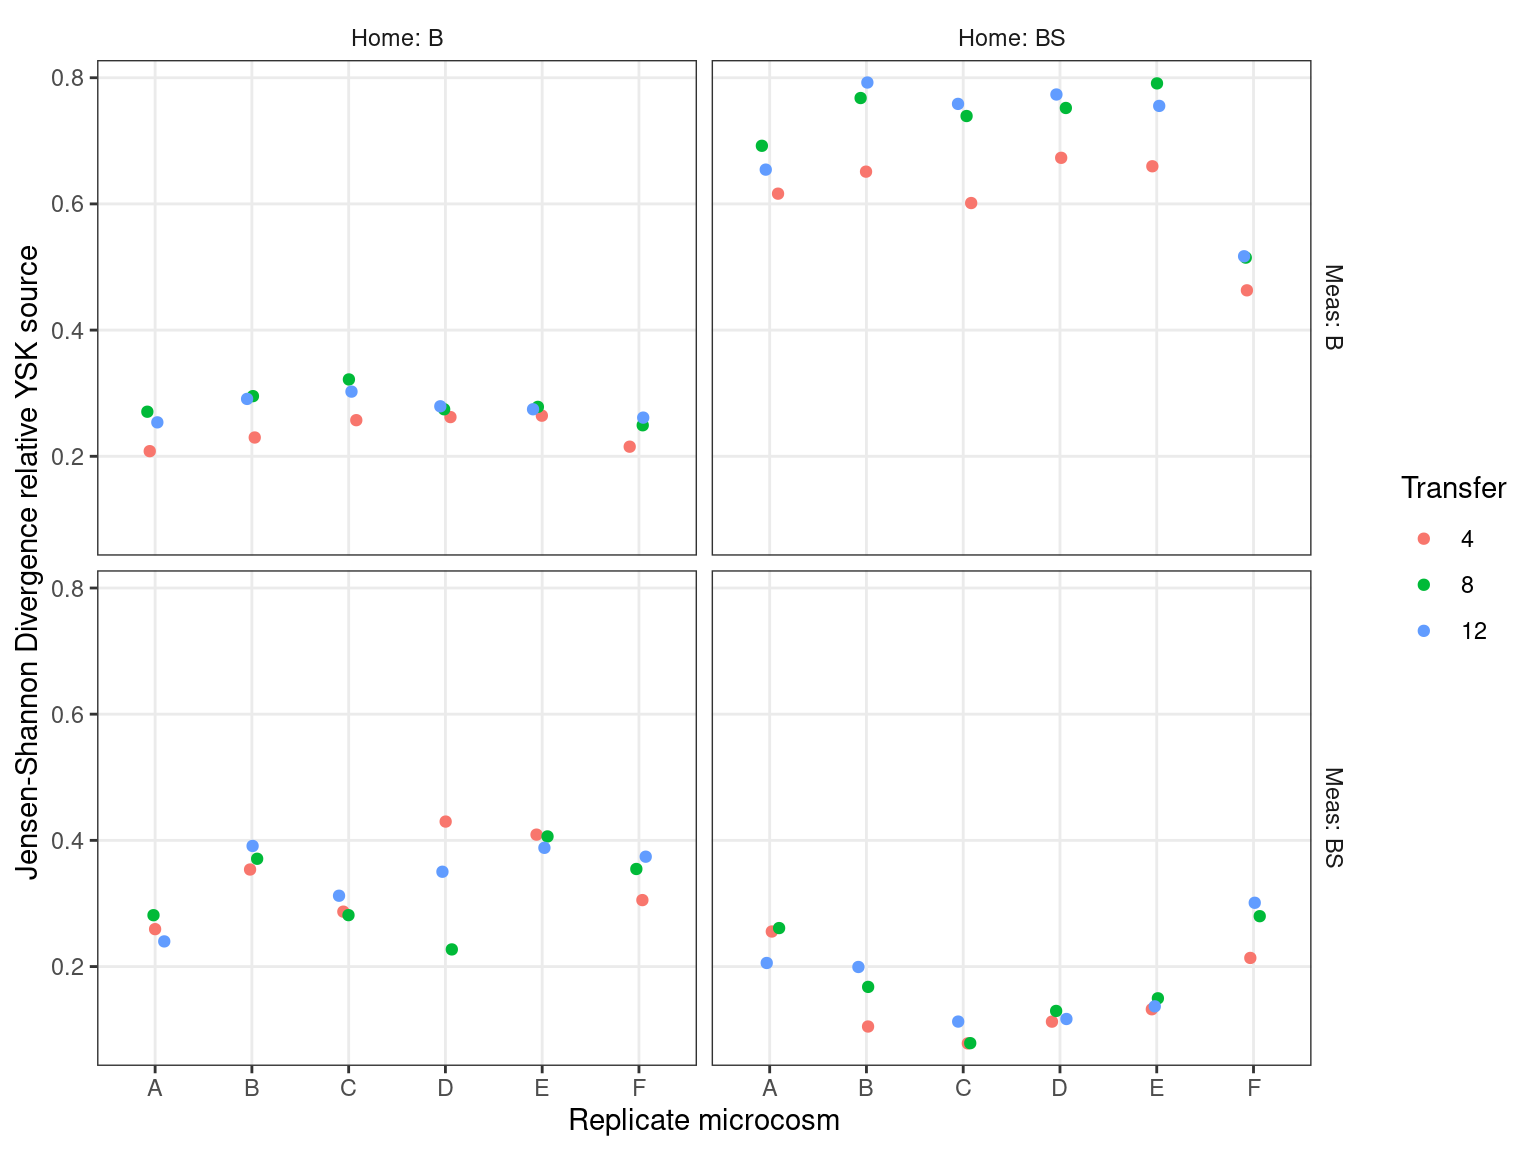 Home: B
Home: BS
Jensen-Shannon Divergence relative YSK source
0.8
0.6
0.4
0.2
Meas: B
0.8
0.6
0.4
0.2
Meas: BS
A B C D E F
A B C D E F
Replicate microcosm
Transfer
4
8
12